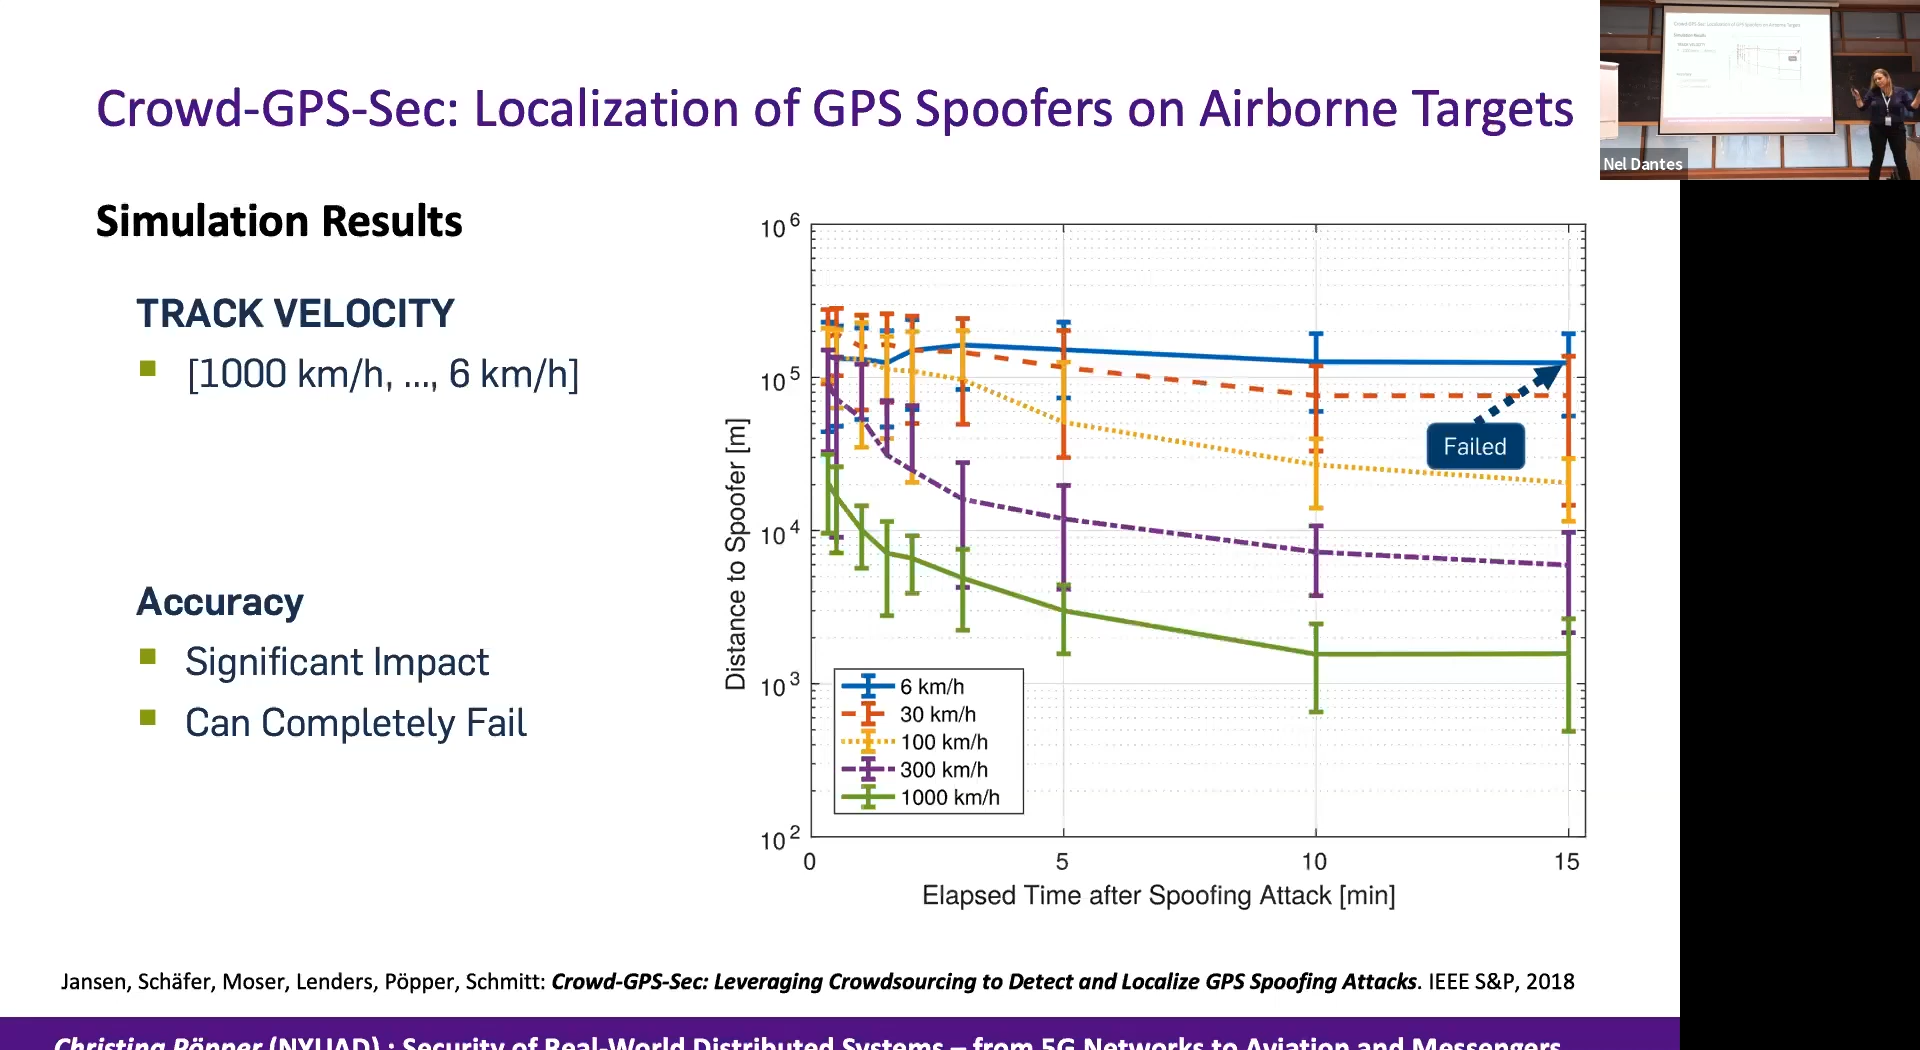 Crowd-GPS-Sec: Localization of GPS Spoofers on Airborne Targets
Nel Dantes
Simulation Results
TRACK VELOCITY
[1000 km/h, ..., 6 km/h]
Accuracy
Significant Impact
Can Completely Fail
10^6
10^5
10^4
10^3
10^2
Distance to Spoofer [m]
Failed
6 km/h
30 km/h
100 km/h
300 km/h
1000 km/h
0 5 10 15
Elapsed Time after Spoofing Attack [min]
Jansen, Schäfer, Moser, Lenders, Pöpper, Schmitt: Crowd-GPS-Sec: Leveraging Crowdsourcing to Detect and Localize GPS Spoofing Attacks. IEEE S&P, 2018
Christina Pöpper (NYUAD) : Security of Real-World Distributed Systems – from 5G Networks to Aviation and Messengers